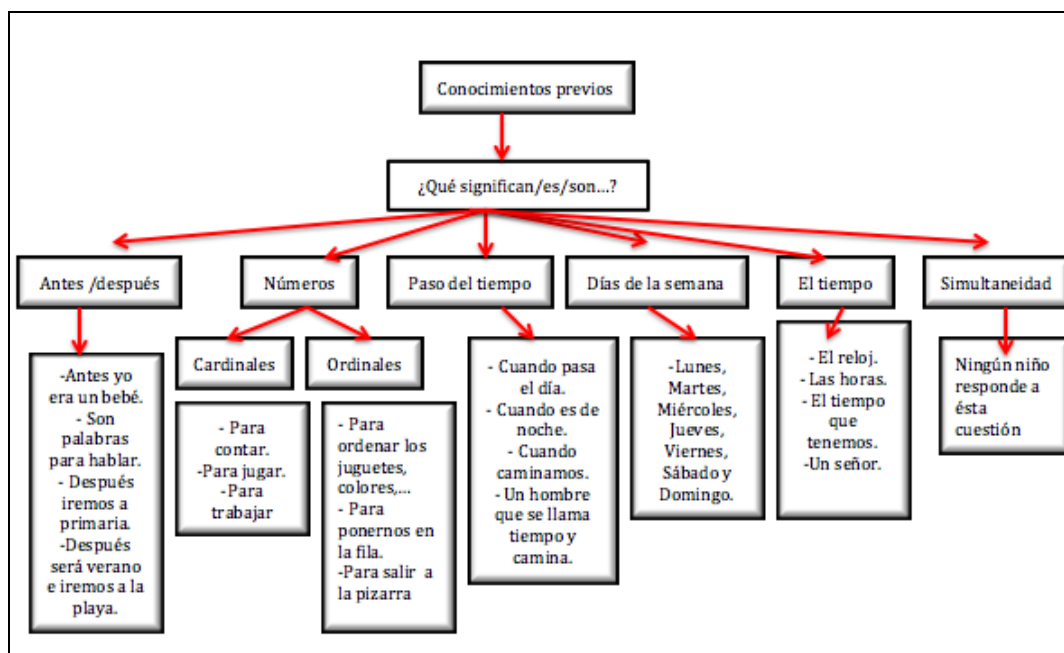 Conocimientos previos
¿Qué significan/es/son...?
Antes /después
Números
Paso del tiempo
Días de la semana
El tiempo
Simultaneidad
-Antes yo
era un bebé.
- Son
palabras
para hablar.
- Después
iremos a
primaria.
-Después
será verano
e iremos a la
playa.
Cardinales
Ordinales
- Para
contar.
-Para jugar.
-Para
trabajar
- Para
ordenar los
juguetes,
colores,...
- Para
ponernos en
la fila.
-Para salir a
la pizarra
- Cuando pasa
el día.
- Cuando es de
noche.
- Cuando
caminamos.
- Un hombre
que se llama
tiempo y
camina.
-Lunes,
Martes,
Miércoles,
Jueves,
Viernes,
Sábado y
Domingo.
- El reloj.
- Las horas.
- El tiempo
que
tenemos.
-Un señor.
Ningún niño
responde a
ésta
cuestión